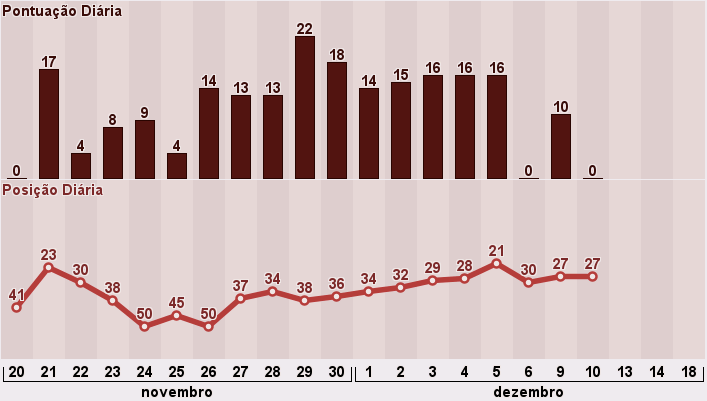 Pontuação Diária
0 17 4 8 9 4 14 13 13 22 18 14 15 16 16 16 0 10 0
Posição Diária
41 23 30 38 50 45 50 37 34 38 36 34 32 29 28 21 30 27 27
20 21 22 23 24 25 26 27 28 29 30 1 2 3 4 5 6 9 10 13 14 18
novembro dezembro